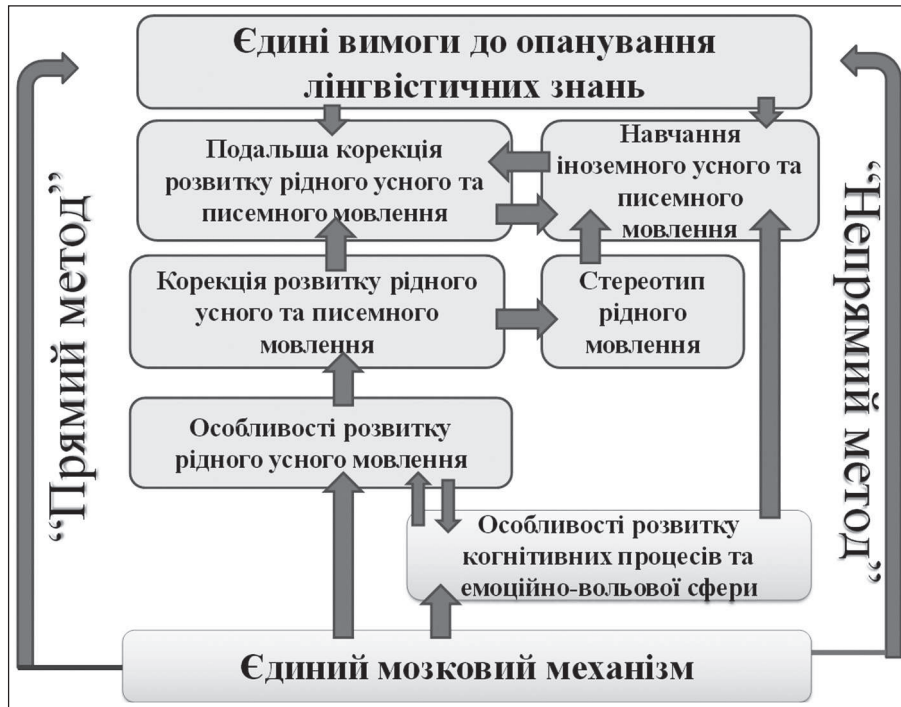 Єдині вимоги до опанування
лінгвістичних знань
Подальша корекція
розвитку рідного усного та
писемного мовлення
Навчання
іноземного усного та
писемного
мовлення
Корекція розвитку рідного
усного та писемного
мовлення
Стереотип
рідного
мовлення
Особливості розвитку
рідного усного мовлення
Особливості розвитку
когнітивних процесів та
емоційно-вольової сфери
Єдиний мозковий механізм
“Прямий метод”
“Непрямий метод”